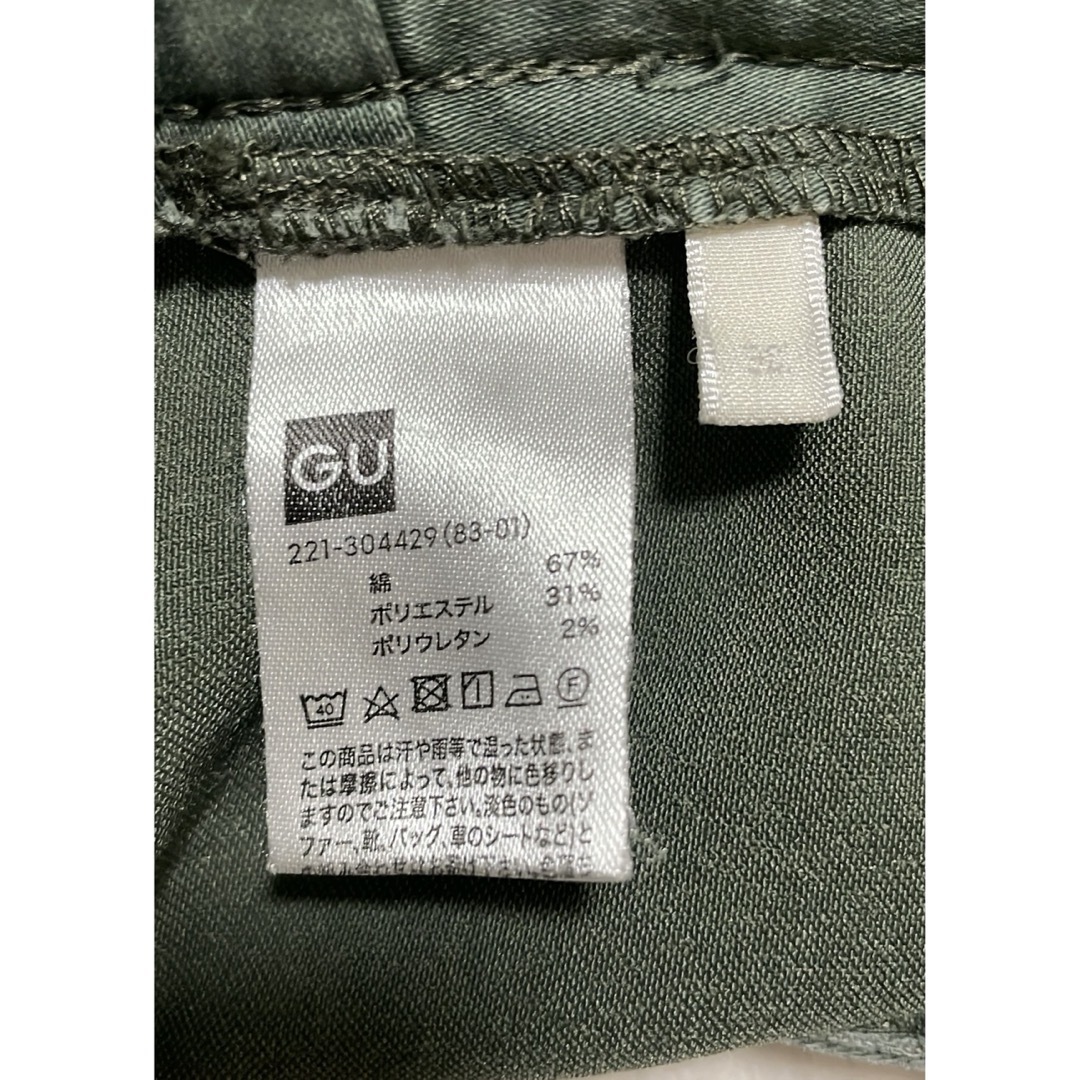 GU
221-304429(83-01)
綿 67%
ポリエステル 31%
ポリウレタン 2%
40
F
この商品は汗や雨等で湿った状態、ま
たは摩擦によって、他の物に色移りし
ますのでご注意下さい。淡色のもの(ソ
ファー、靴、バッグ、車のシートなど)と